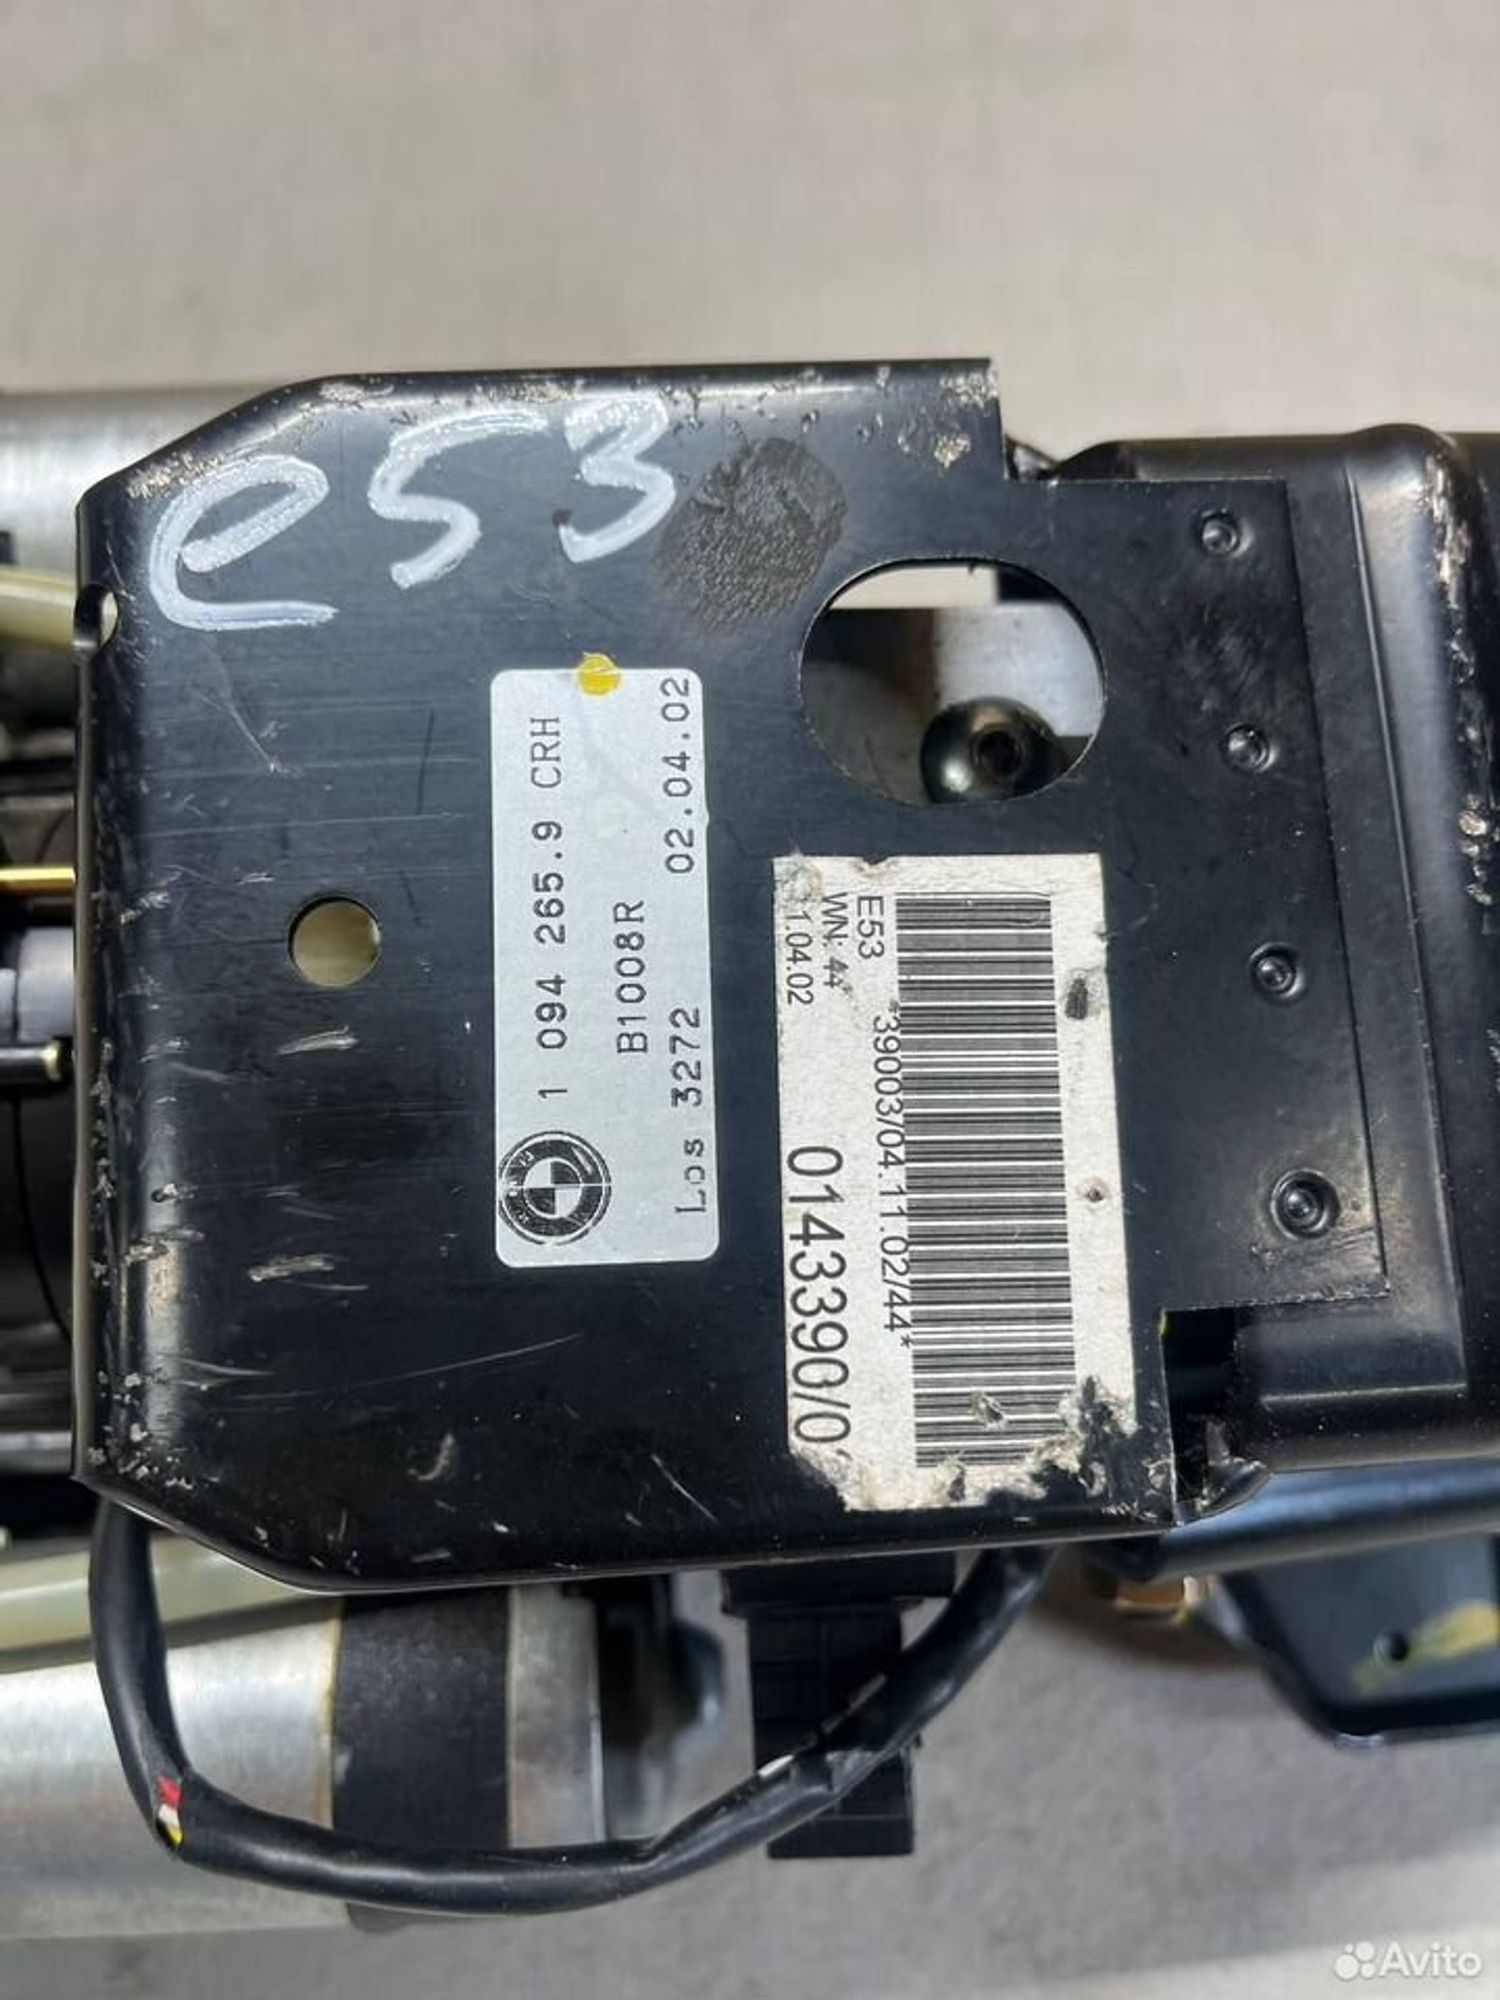 e53
1 094 265.9 CRH
B1008R
Los 3272 02.04.02
*39003/04.11.02/44*
E53
WN: 44
11.04.02
0143390/0
Avito